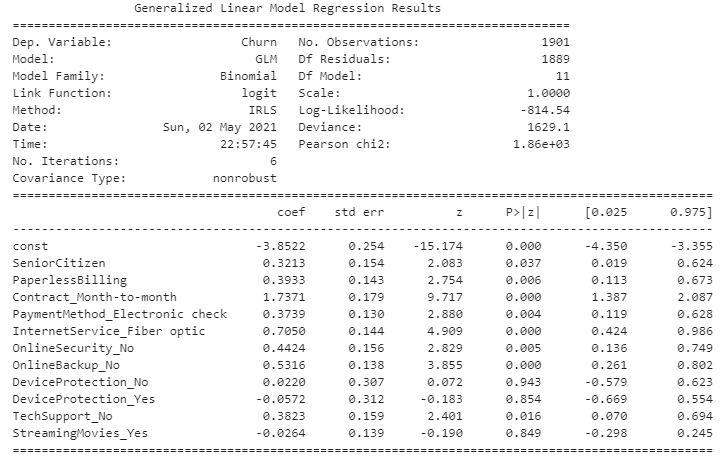 Generalized Linear Model Regression Results
==============================================================================
Dep. Variable:                  Churn   No. Observations:                 1901
Model:                            GLM   Df Residuals:                     1889
Model Family:                Binomial   Df Model:                           11
Link Function:                  logit   Scale:                          1.0000
Method:                          IRLS   Log-Likelihood:                -814.54
Date:                Sun, 02 May 2021   Deviance:                       1629.1
Time:                        22:57:45   Pearson chi2:                 1.86e+03
No. Iterations:                     6
Covariance Type:            nonrobust
==================================================================================================
                                     coef    std err          z      P>|z|      [0.025      0.975]
--------------------------------------------------------------------------------------------------
const                             -3.8522      0.254    -15.174      0.000      -4.350      -3.355
SeniorCitizen                      0.3213      0.154      2.083      0.037       0.019       0.624
PaperlessBilling                   0.3933      0.143      2.754      0.006       0.113       0.673
Contract_Month-to-month            1.7371      0.179      9.717      0.000       1.387       2.087
PaymentMethod_Electronic check     0.3739      0.130      2.880      0.004       0.119       0.628
InternetService_Fiber optic        0.7050      0.144      4.909      0.000       0.424       0.986
OnlineSecurity_No                  0.4424      0.156      2.829      0.005       0.136       0.749
OnlineBackup_No                    0.5316      0.138      3.855      0.000       0.261       0.802
DeviceProtection_No                0.0220      0.307      0.072      0.943      -0.579       0.623
DeviceProtection_Yes              -0.0572      0.312     -0.183      0.854      -0.669       0.554
TechSupport_No                     0.3823      0.159      2.401      0.016       0.070       0.694
StreamingMovies_Yes               -0.0264      0.139     -0.190      0.849      -0.298       0.245
==================================================================================================